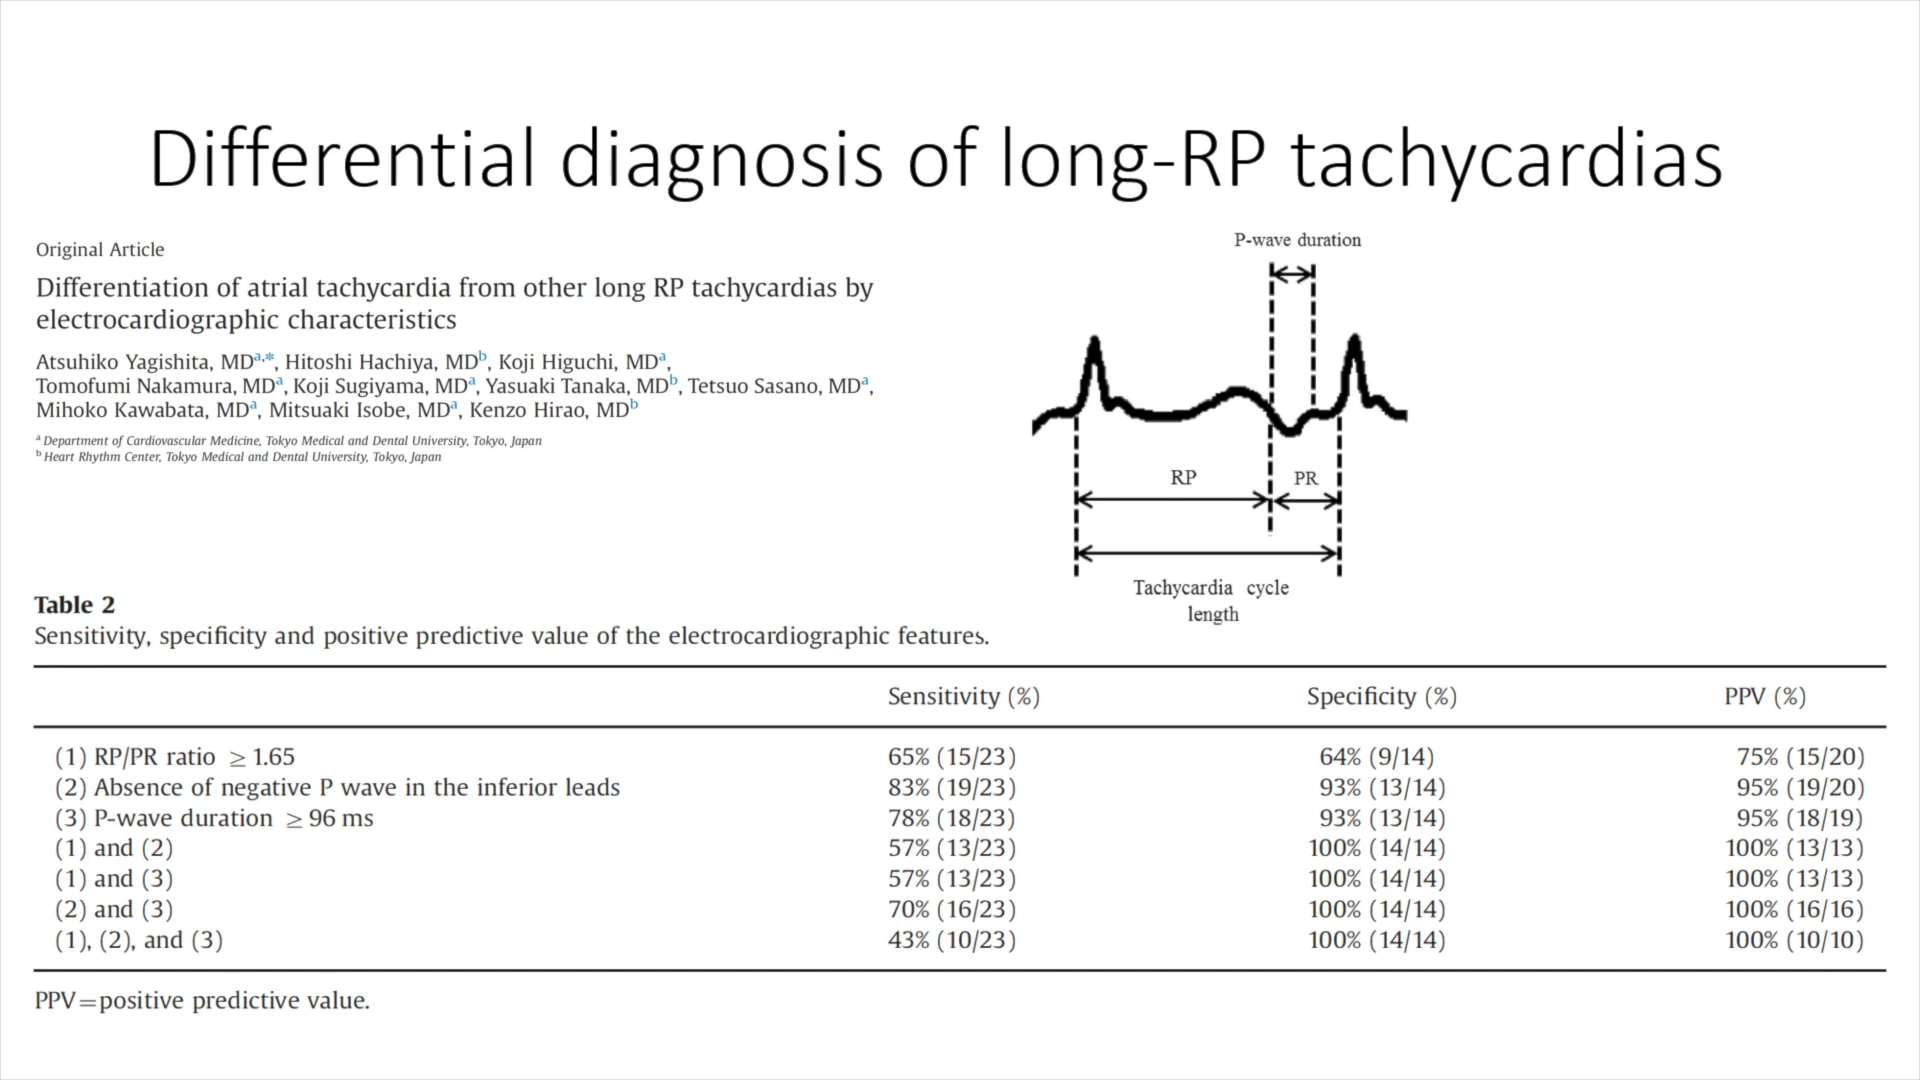 Differential diagnosis of long-RP tachycardias
Original Article
Differentiation of atrial tachycardia from other long RP tachycardias by
electrocardiographic characteristics
Atsuhiko Yagishita, MDa,*, Hitoshi Hachiya, MDb, Koji Higuchi, MDa,
Tomofumi Nakamura, MDa, Koji Sugiyama, MDa, Yasuaki Tanaka, MDb, Tetsuo Sasano, MDa,
Mihoko Kawabata, MDa, Mitsuaki Isobe, MDa, Kenzo Hirao, MDb
a Department of Cardiovascular Medicine, Tokyo Medical and Dental University, Tokyo, Japan
b Heart Rhythm Center, Tokyo Medical and Dental University, Tokyo, Japan
P-wave duration
RP PR
Tachycardia cycle
length
Table 2
Sensitivity, specificity and positive predictive value of the electrocardiographic features.
Sensitivity (%) Specificity (%) PPV (%)
(1) RP/PR ratio ≥ 1.65 65% (15/23) 64% (9/14) 75% (15/20)
(2) Absence of negative P wave in the inferior leads 83% (19/23) 93% (13/14) 95% (19/20)
(3) P-wave duration ≥ 96 ms 78% (18/23) 93% (13/14) 95% (18/19)
(1) and (2) 57% (13/23) 100% (14/14) 100% (13/13)
(1) and (3) 57% (13/23) 100% (14/14) 100% (13/13)
(2) and (3) 70% (16/23) 100% (14/14) 100% (16/16)
(1), (2), and (3) 43% (10/23) 100% (14/14) 100% (10/10)
PPV=positive predictive value.